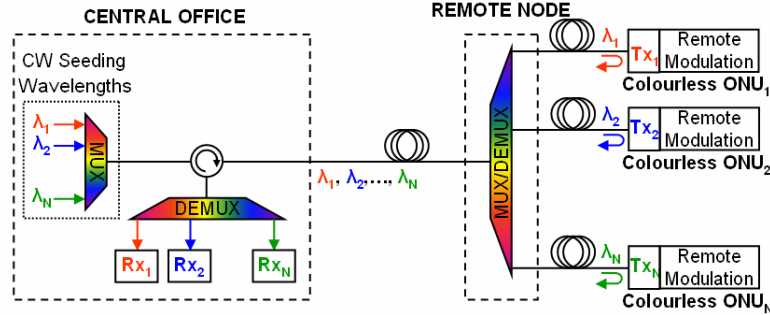 CENTRAL OFFICE
REMOTE NODE
CW Seeding
Wavelengths
λ1
λ2
λN
MUX
DEMUX
Rx1
Rx2
RxN
λ1, λ2,...., λN
MUX/DEMUX
λ1
Tx1
Remote
Modulation
Colourless ONU1
λ2
Tx2
Remote
Modulation
Colourless ONU2
λN
TxN
Remote
Modulation
Colourless ONUN